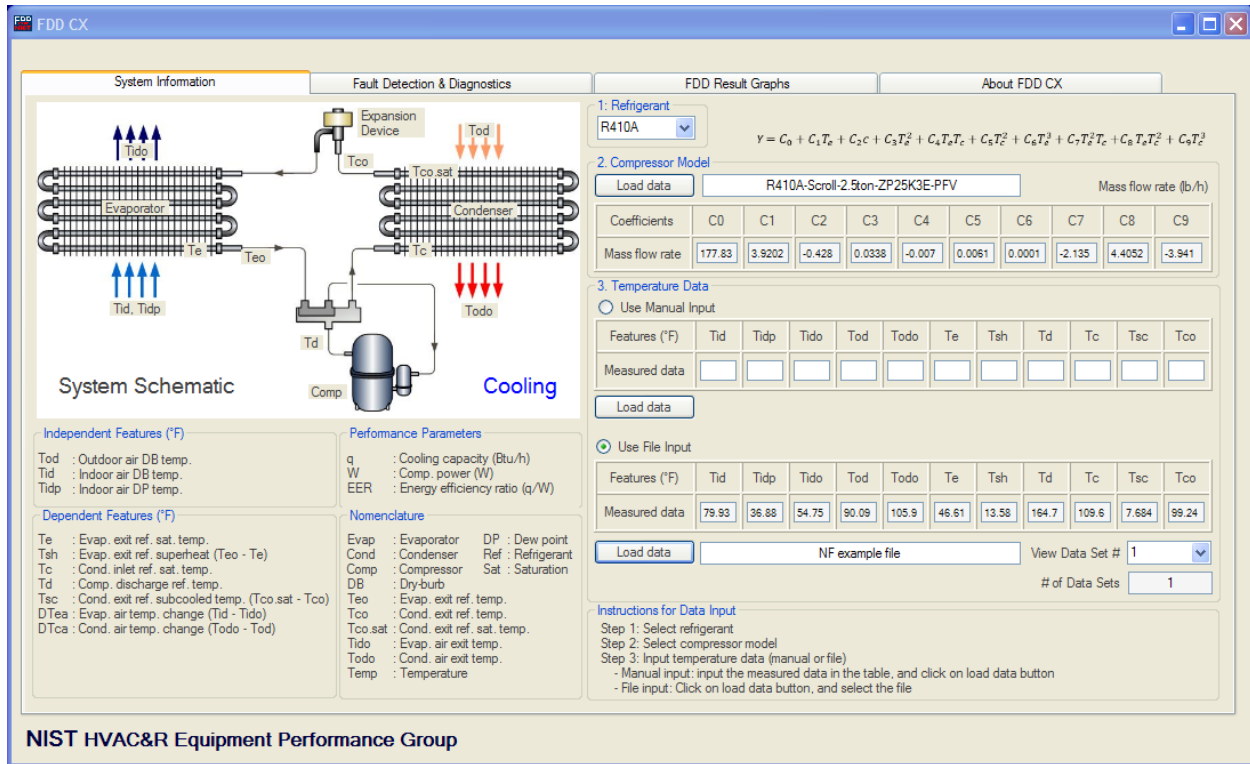 FDD CX
System Information
Fault Detection & Diagnostics
FDD Result Graphs
About FDD CX
Expansion
Device
Tido
Tod
Tco
Tco.sat
Evaporator
Condenser
Te
Teo
Tc
Tid, Tidp
Todo
Td
Comp
System Schematic
Cooling
Independent Features (°F)
Tod : Outdoor air DB temp.
Tid : Indoor air DB temp.
Tidp : Indoor air DP temp.
Dependent Features (°F)
Te : Evap. exit ref. sat. temp.
Tsh : Evap. exit ref. superheat (Teo - Te)
Tc : Cond. inlet ref. sat. temp.
Td : Comp. discharge ref. temp.
Tsc : Cond. exit ref. subcooled temp. (Tco.sat - Tco)
DTea : Evap. air temp. change (Tid - Tido)
DTca : Cond. air temp. change (Todo - Tod)
Performance Parameters
q : Cooling capacity (Btu/h)
W : Comp. power (W)
EER : Energy efficiency ratio (q/W)
Nomenclature
Evap : Evaporator DP : Dew point
Cond : Condenser Ref : Refrigerant
Comp : Compressor Sat : Saturation
DB : Dry-burb
Teo : Evap. exit ref. temp.
Tco : Cond. exit ref. temp.
Tco.sat : Cond. exit ref. sat. temp.
Tido : Evap. air exit temp.
Todo : Cond. air exit temp.
Temp : Temperature
1: Refrigerant
R410A
Y = C₀ + C₁Tₑ + C₂c + C₃Tₑ² + C₄TₑT꜀ + C₅T꜀² + C₆Tₑ³ + C₇Tₑ²T꜀ + C₈TₑT꜀² + C₉T꜀³
2. Compressor Model
Load data R410A-Scroll-2.5ton-ZP25K3E-PFV Mass flow rate (lb/h)
Coefficients C0 C1 C2 C3 C4 C5 C6 C7 C8 C9
Mass flow rate 177.83 3.9202 -0.428 0.0338 -0.007 0.0061 0.0001 -2.135 4.4052 -3.941
3. Temperature Data
Use Manual Input
Features (°F) Tid Tidp Tido Tod Todo Te Tsh Td Tc Tsc Tco
Measured data
Load data
Use File Input
Features (°F) Tid Tidp Tido Tod Todo Te Tsh Td Tc Tsc Tco
Measured data 79.93 36.88 54.75 90.09 105.9 46.61 13.58 164.7 109.6 7.684 99.24
Load data NF example file View Data Set # 1
# of Data Sets 1
Instructions for Data Input
Step 1: Select refrigerant
Step 2: Select compressor model
Step 3: Input temperature data (manual or file)
- Manual input: input the measured data in the table, and click on load data button
- File input: Click on load data button, and select the file
NIST HVAC&R Equipment Performance Group